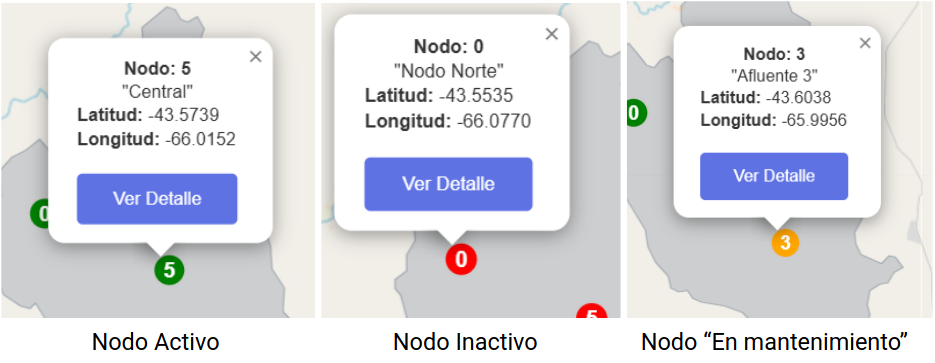 Nodo: 5
×
"Central"
Latitud: -43.5739
Longitud: -66.0152
Ver Detalle
0
5
Nodo Activo
Nodo: 0
×
"Nodo Norte"
Latitud: -43.5535
Longitud: -66.0770
Ver Detalle
0
5
Nodo Inactivo
Nodo: 3
×
"Afluente 3"
Latitud: -43.6038
Longitud: -65.9956
0
Ver Detalle
3
Nodo “En mantenimiento”